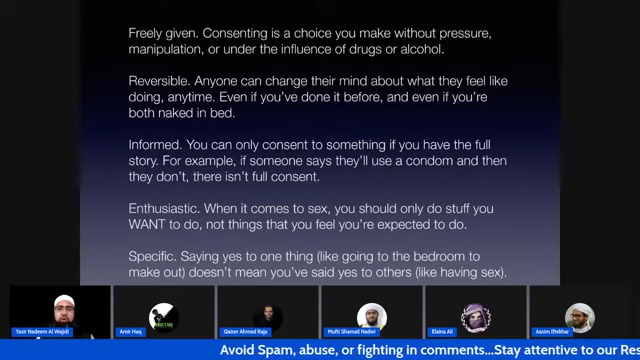 Freely given. Consenting is a choice you make without pressure,
manipulation, or under the influence of drugs or alcohol.
Reversible. Anyone can change their mind about what they feel like
doing, anytime. Even if you've done it before, and even if you're
both naked in bed.
Informed. You can only consent to something if you have the full
story. For example, if someone says they'll use a condom and then
they don't, there isn't full consent.
Enthusiastic. When it comes to sex, you should only do stuff you
WANT to do, not things that you feel you're expected to do.
Specific. Saying yes to one thing (like going to the bedroom to
make out) doesn't mean you've said yes to others (like having sex).
Yasir Nadeem Al Wajidi
Amir Haq
Qaiser Ahmed Raja
Mufti Shamail Nadwi
Elaina Ali
Aasim Iftekhar
Avoid Spam, abuse, or fighting in comments...Stay attentive to our Res